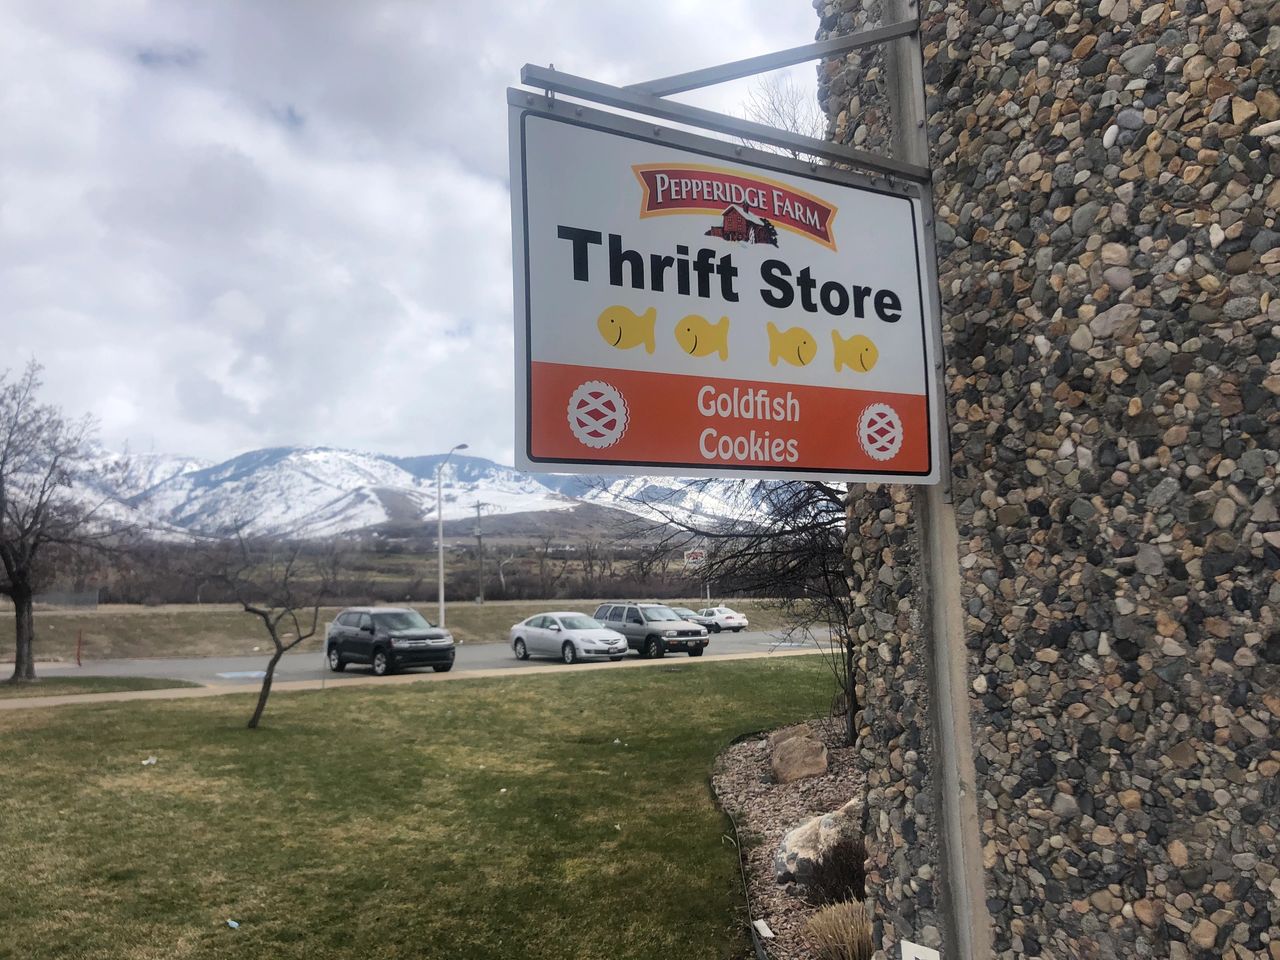 PEPPERIDGE FARM
Thrift Store
Goldfish
Cookies